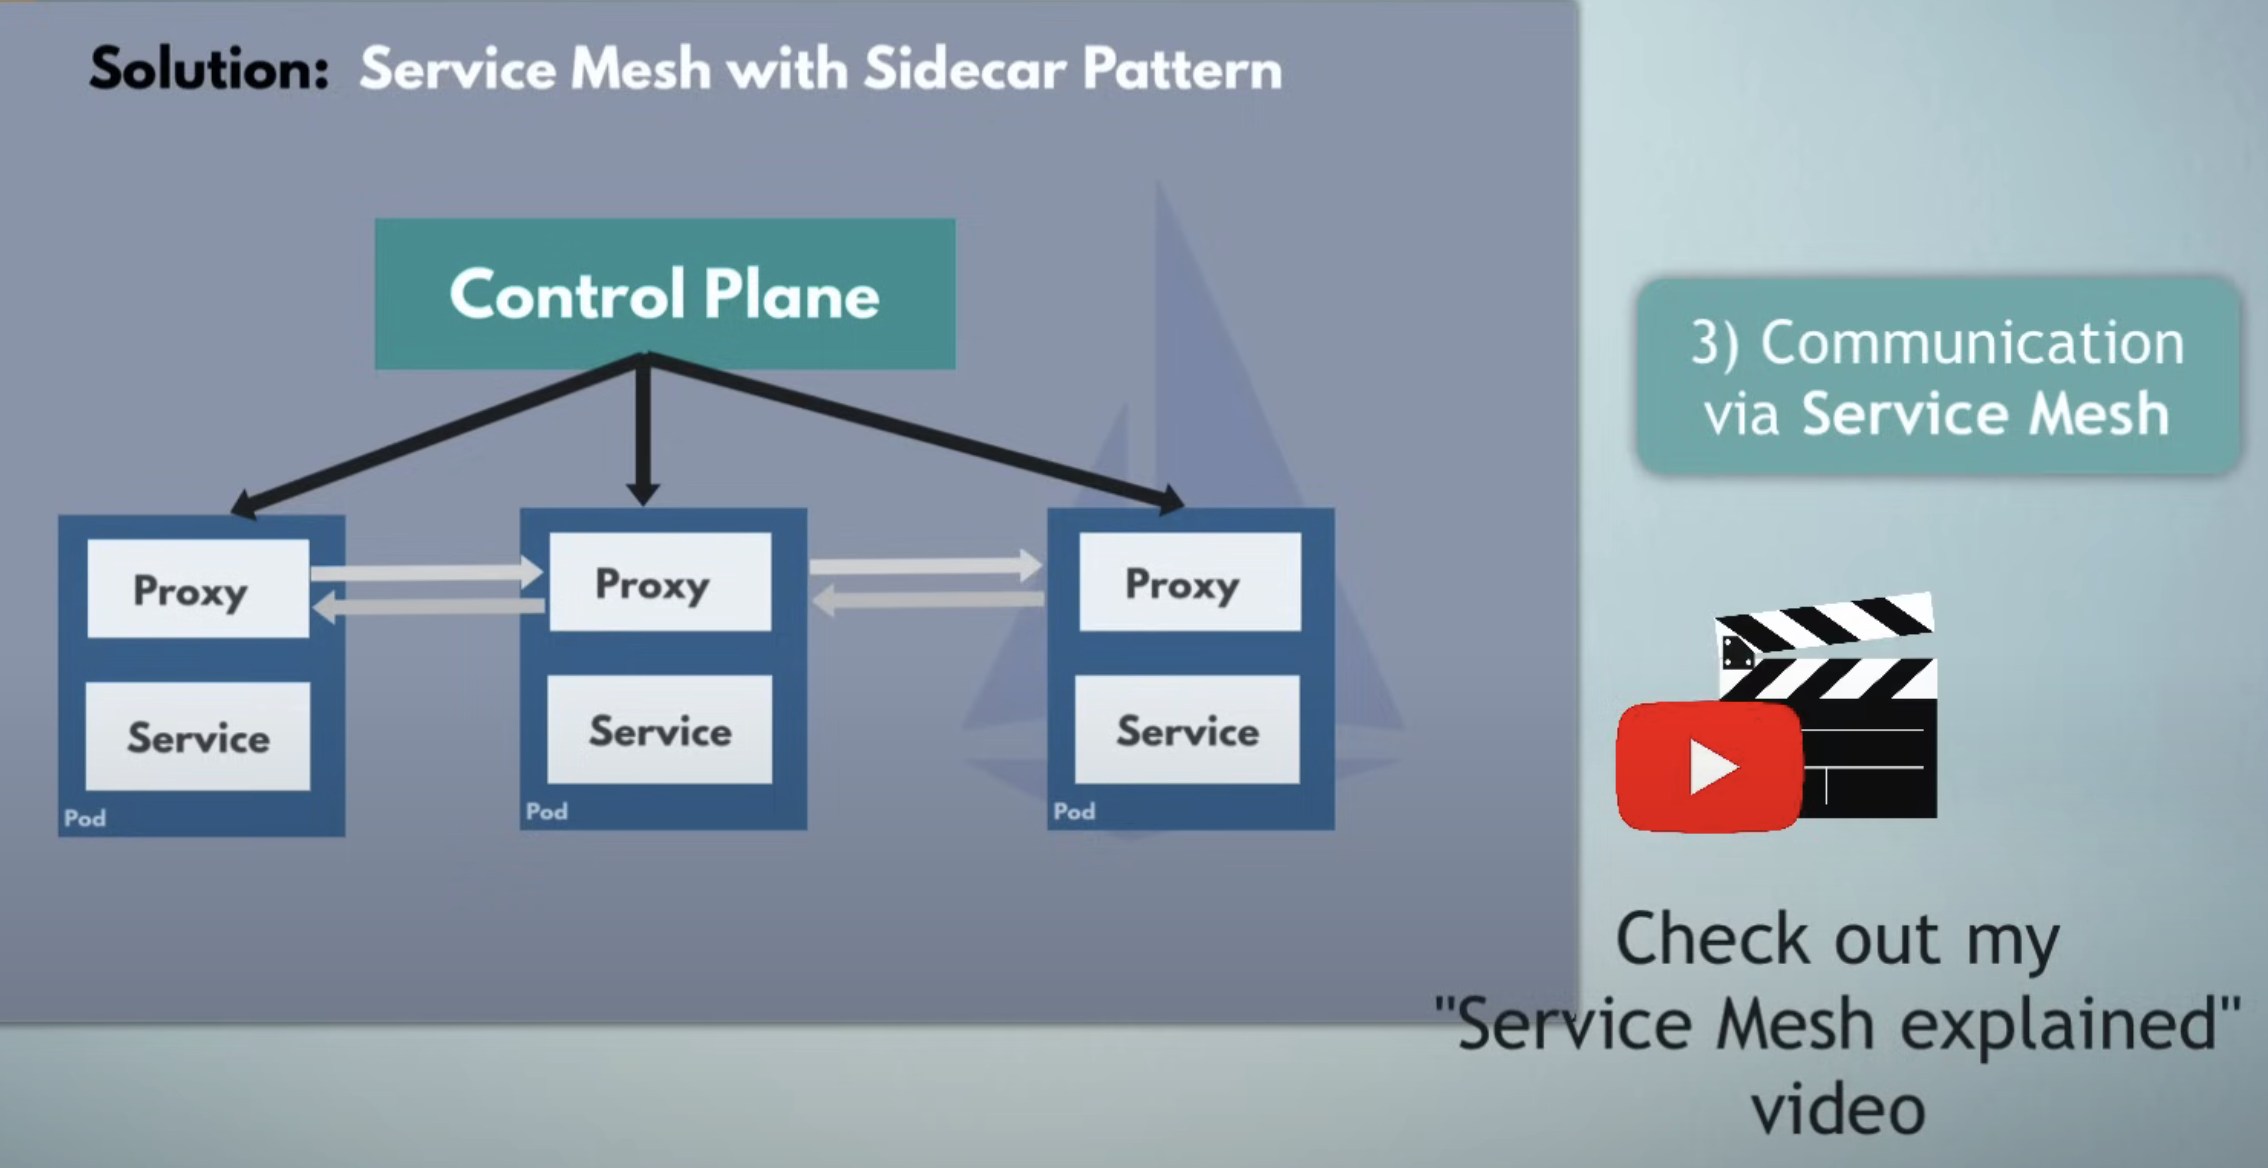 Solution: Service Mesh with Sidecar Pattern
Control Plane
Proxy
Service
Pod
Proxy
Service
Pod
Proxy
Service
Pod
3) Communication
via Service Mesh
Check out my
"Service Mesh explained"
video